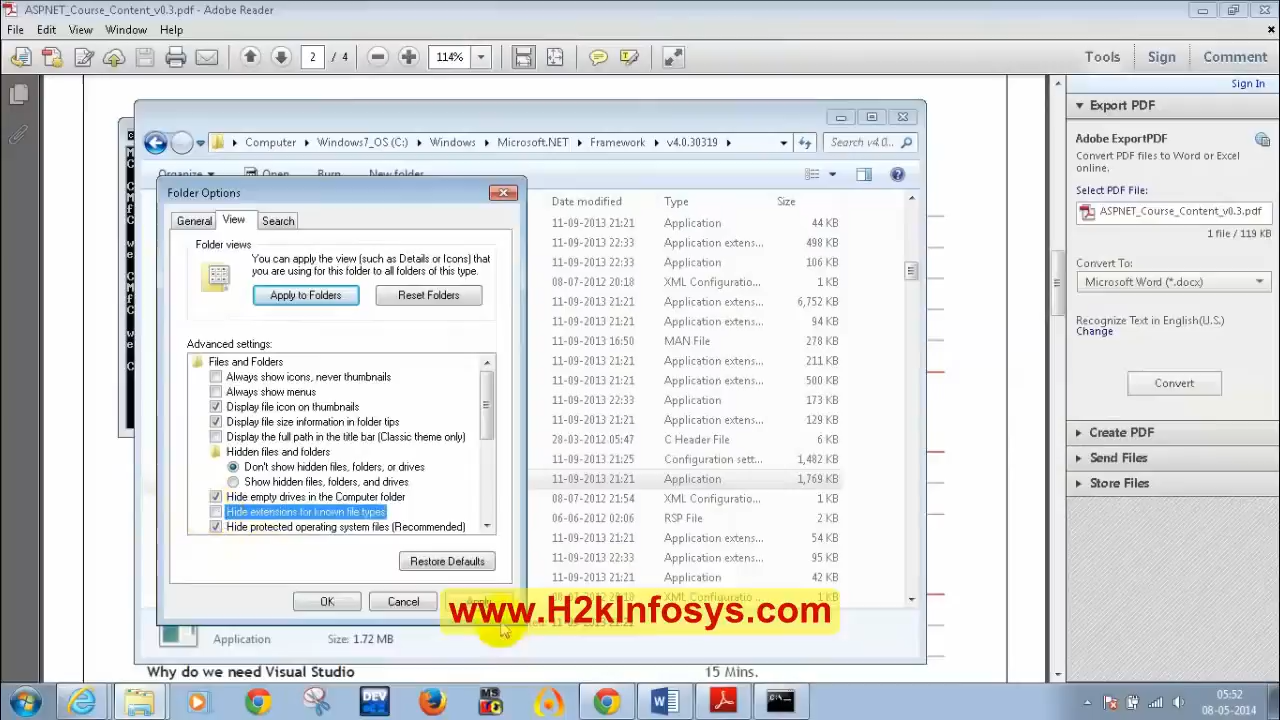 ASPNET_Course_Content_v0.3.pdf - Adobe Reader
File Edit View Window Help
2 / 4 114% Tools Sign Comment
Sign In
Export PDF
Adobe ExportPDF
Convert PDF files to Word or Excel
online.
Select PDF File:
ASPNET_Course_Content_v0.3.pdf
1 file / 119 KB
Convert To:
Microsoft Word (*.docx)
Recognize Text in English(U.S.)
Change
Convert
Create PDF
Send Files
Store Files
Computer Windows7_OS (C:) Windows Microsoft.NET Framework v4.0.30319 Search v4.0...
Organize Open Burn New folder
Date modified Type Size
11-09-2013 21:21 Application 44 KB
11-09-2013 22:33 Application extens... 498 KB
11-09-2013 22:33 Application 106 KB
08-07-2012 20:18 XML Configuratio... 1 KB
11-09-2013 21:21 Application extens... 6,752 KB
11-09-2013 21:21 Application extens... 94 KB
11-09-2013 16:50 MAN File 278 KB
11-09-2013 21:21 Application extens... 211 KB
11-09-2013 21:21 Application extens... 500 KB
11-09-2013 22:33 Application 173 KB
11-09-2013 21:21 Application extens... 129 KB
28-03-2012 05:47 C Header File 6 KB
11-09-2013 21:25 Configuration sett... 1,482 KB
11-09-2013 21:21 Application 1,769 KB
08-07-2012 21:54 XML Configuratio... 1 KB
06-06-2012 02:06 RSP File 2 KB
11-09-2013 21:21 Application extens... 54 KB
11-09-2013 22:33 Application extens... 95 KB
11-09-2013 21:21 Application 42 KB
XML Configuratio... 1 KB
Folder Options
General View Search
Folder views
You can apply the view (such as Details or Icons) that
you are using for this folder to all folders of this type.
Apply to Folders Reset Folders
Advanced settings:
Files and Folders
Always show icons, never thumbnails
Always show menus
Display file icon on thumbnails
Display file size information in folder tips
Display the full path in the title bar (Classic theme only)
Hidden files and folders
Don't show hidden files, folders, or drives
Show hidden files, folders, and drives
Hide empty drives in the Computer folder
Hide extensions for known file types
Hide protected operating system files (Recommended)
Restore Defaults
OK Cancel Apply
www.H2kInfosys.com
Application Size: 1.72 MB
Why do we need Visual Studio 15 Mins.
DEV
MS
05:52
08-05-2014